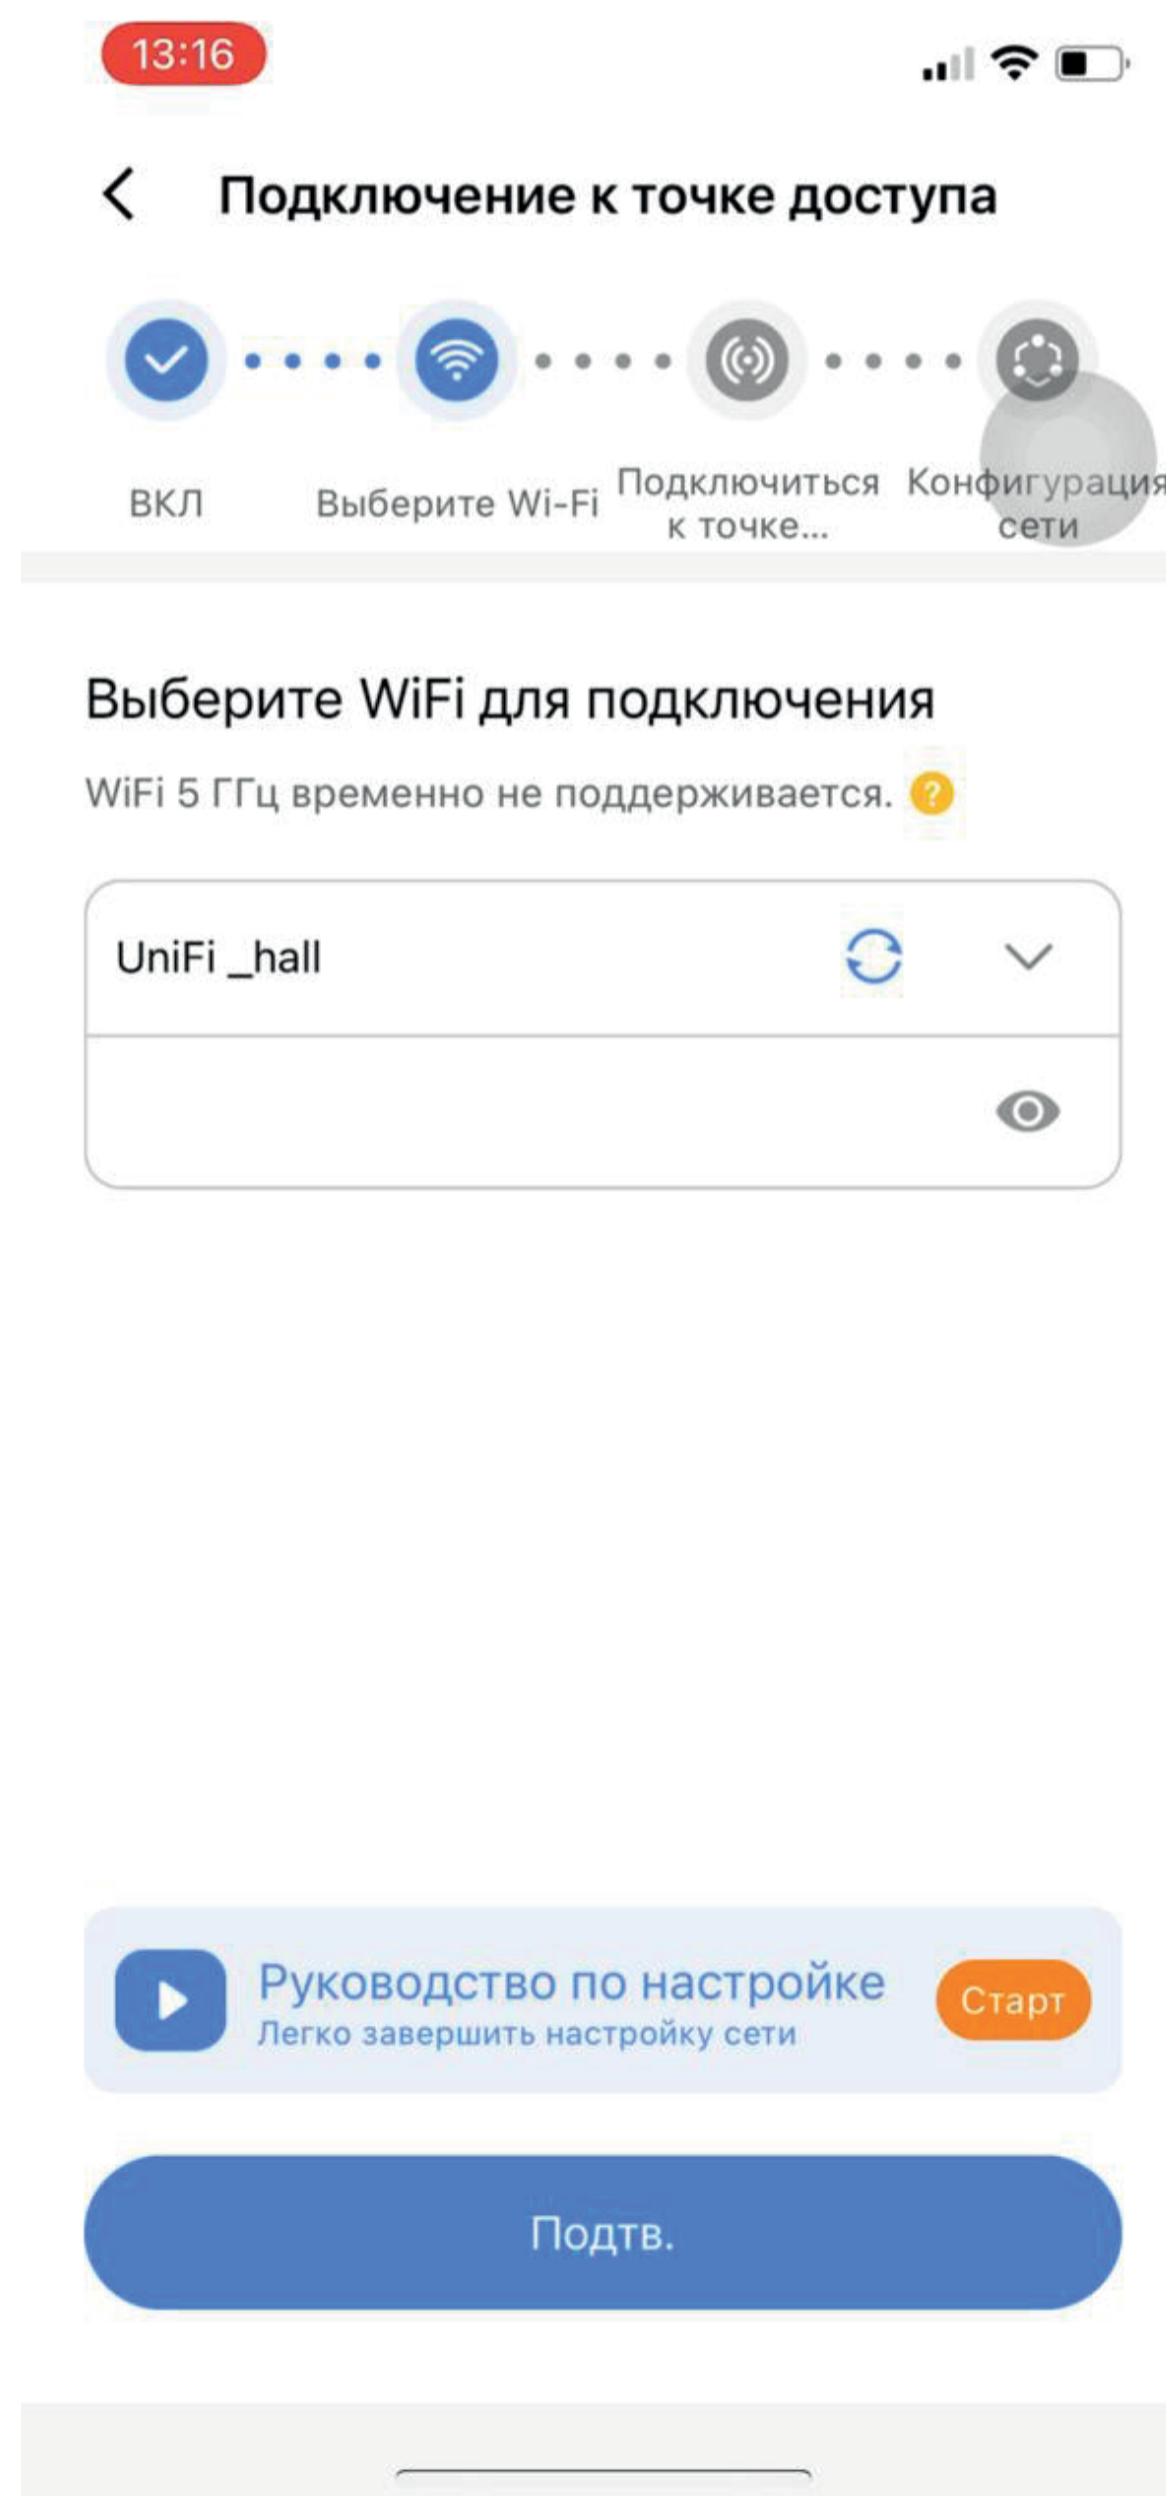 13:16
Подключение к точке доступа
ВКЛ
Выберите Wi-Fi
Подключиться
к точке...
Конфигурация
сети
Выберите WiFi для подключения
WiFi 5 ГГц временно не поддерживается. ?
UniFi _hall
Руководство по настройке
Легко завершить настройку сети
Старт
Подтв.